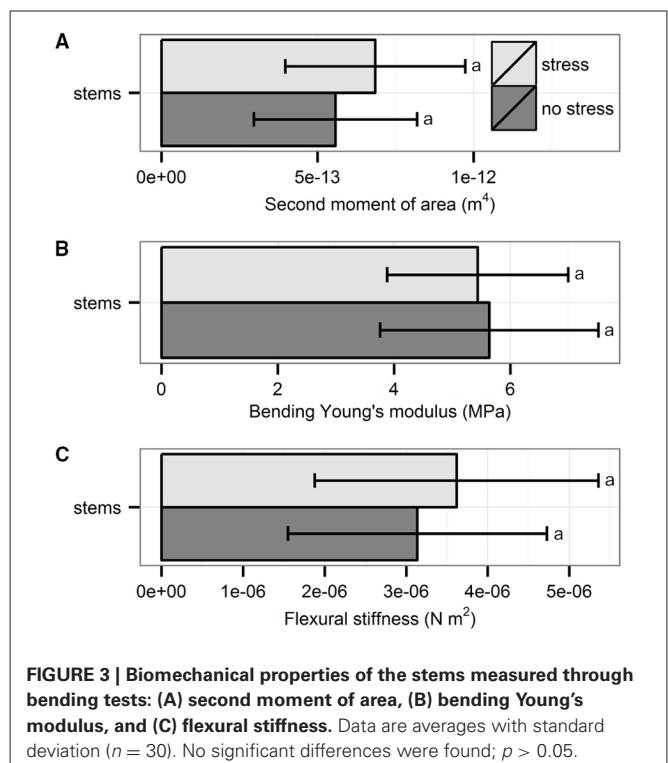 A
stems
a
a
stress
no stress
0e+00 5e-13 1e-12
Second moment of area (m⁴)
B
stems
a
a
0 2 4 6
Bending Young's modulus (MPa)
C
stems
a
a
0e+00 1e-06 2e-06 3e-06 4e-06 5e-06
Flexural stiffness (N m²)
FIGURE 3 | Biomechanical properties of the stems measured through
bending tests: (A) second moment of area, (B) bending Young's
modulus, and (C) flexural stiffness. Data are averages with standard
deviation (n = 30). No significant differences were found; p > 0.05.